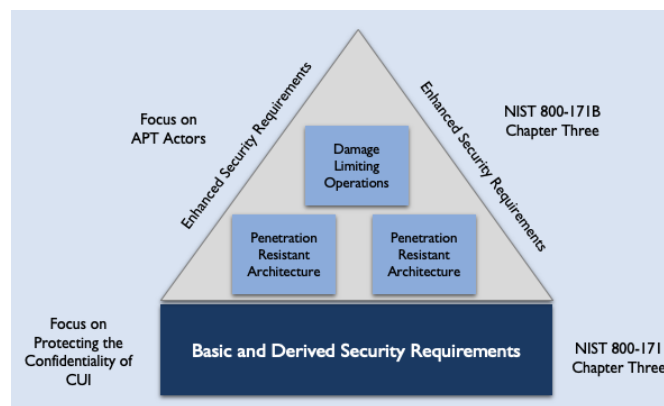 Focus on
APT Actors
Enhanced Security Requirements
Enhanced Security Requirements
NIST 800-171B
Chapter Three
Damage
Limiting
Operations
Penetration
Resistant
Architecture
Penetration
Resistant
Architecture
Focus on
Protecting the
Confidentiality of
CUI
Basic and Derived Security Requirements
NIST 800-171
Chapter Three